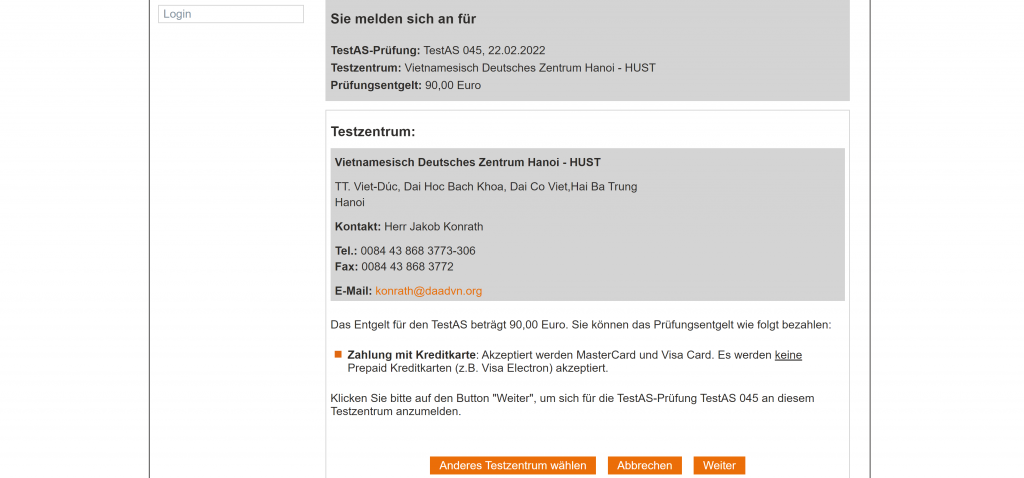 Login
Sie melden sich an für
TestAS-Prüfung: TestAS 045, 22.02.2022
Testzentrum: Vietnamesisch Deutsches Zentrum Hanoi - HUST
Prüfungsentgelt: 90,00 Euro
Testzentrum:
Vietnamesisch Deutsches Zentrum Hanoi - HUST
TT. Viet-Dúc, Dai Hoc Bach Khoa, Dai Co Viet,Hai Ba Trung
Hanoi
Kontakt: Herr Jakob Konrath
Tel.: 0084 43 868 3773-306
Fax: 0084 43 868 3772
E-Mail: konrath@daadvn.org
Das Entgelt für den TestAS beträgt 90,00 Euro. Sie können das Prüfungsentgelt wie folgt bezahlen:
Zahlung mit Kreditkarte: Akzeptiert werden MasterCard und Visa Card. Es werden keine
Prepaid Kreditkarten (z.B. Visa Electron) akzeptiert.
Klicken Sie bitte auf den Button "Weiter", um sich für die TestAS-Prüfung TestAS 045 an diesem
Testzentrum anzumelden.
Anderes Testzentrum wählen Abbrechen Weiter